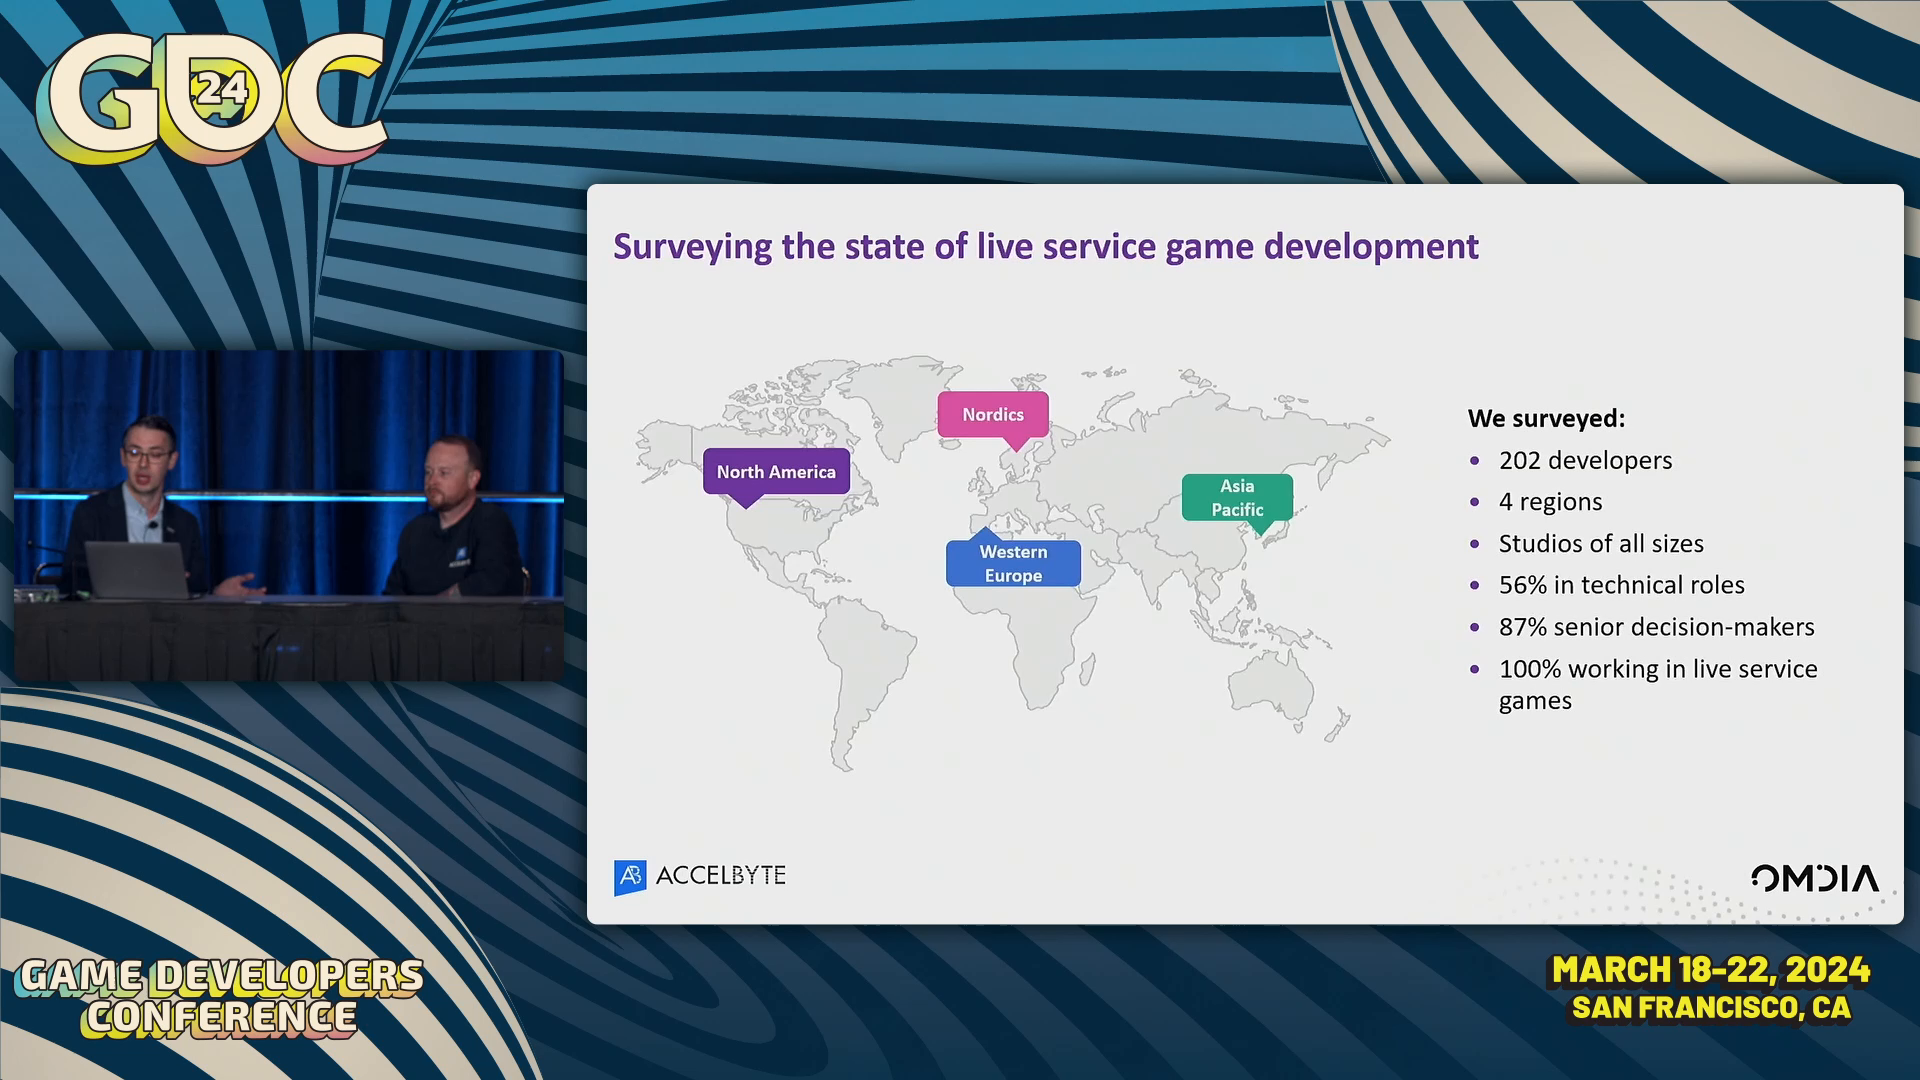 GDC
24
Surveying the state of live service game development
Nordics
North America
Asia
Pacific
Western
Europe
We surveyed:
• 202 developers
• 4 regions
• Studios of all sizes
• 56% in technical roles
• 87% senior decision-makers
• 100% working in live service
games
AB ACCELBYTE
OMDIA
GAME DEVELOPERS
CONFERENCE
MARCH 18-22, 2024
SAN FRANCISCO, CA